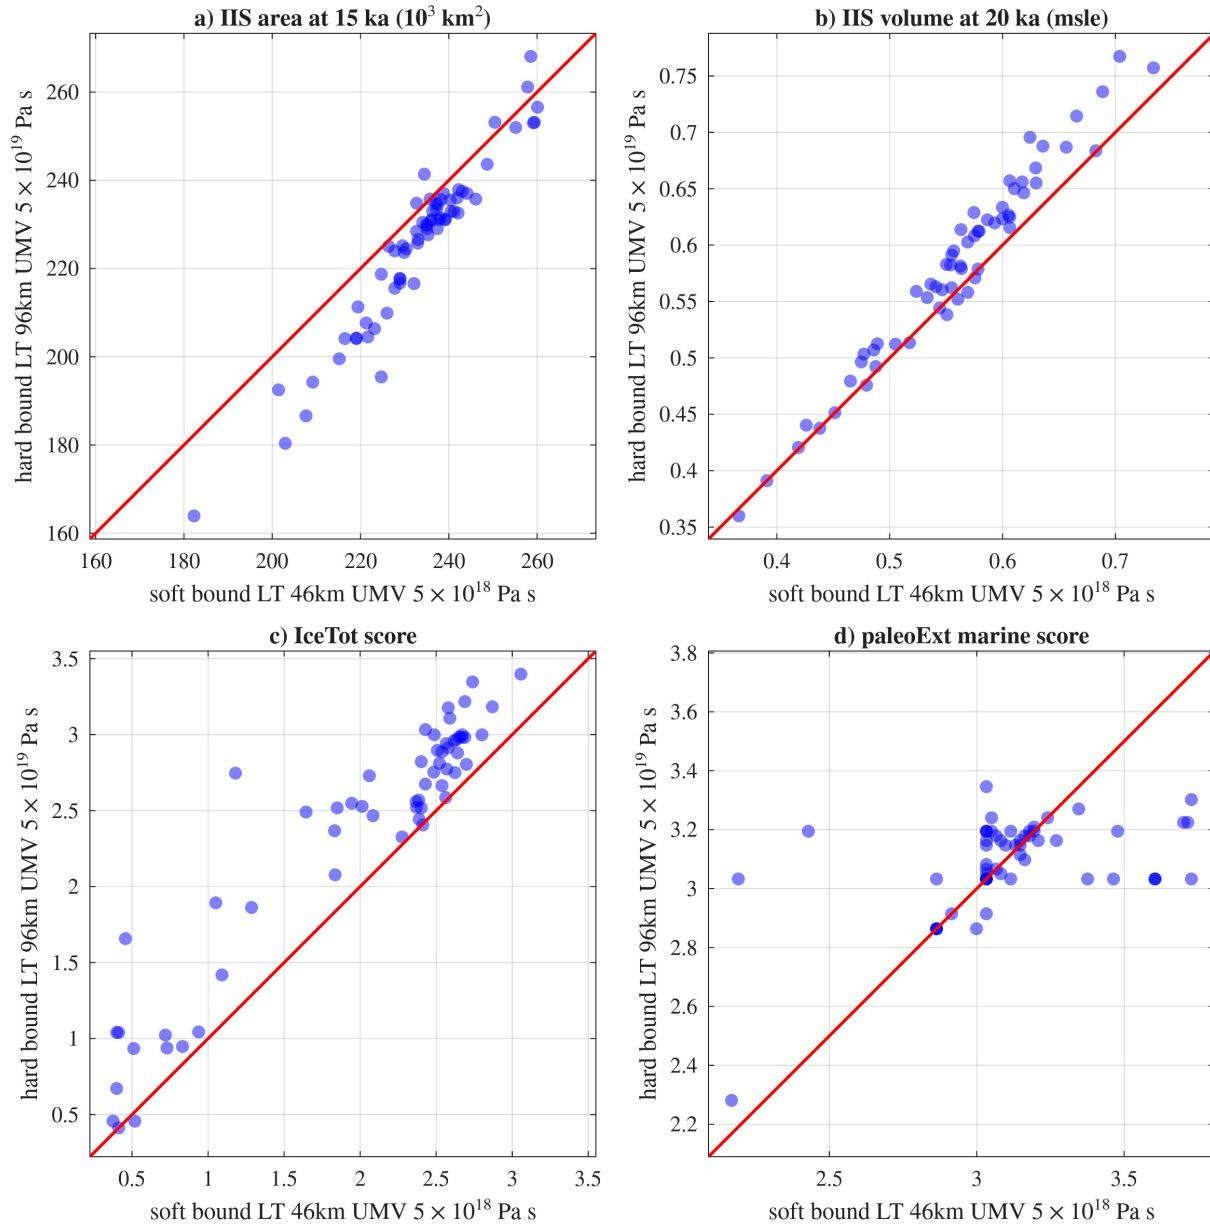 a) IIS area at 15 ka (10³ km²)
hard bound LT 96km UMV 5 × 10¹⁹ Pa s
260
240
220
200
180
160
160 180 200 220 240 260
soft bound LT 46km UMV 5 × 10¹⁸ Pa s
b) IIS volume at 20 ka (msle)
hard bound LT 96km UMV 5 × 10¹⁹ Pa s
0.75
0.7
0.65
0.6
0.55
0.5
0.45
0.4
0.35
0.4 0.5 0.6 0.7
soft bound LT 46km UMV 5 × 10¹⁸ Pa s
c) IceTot score
hard bound LT 96km UMV 5 × 10¹⁹ Pa s
3.5
3
2.5
2
1.5
1
0.5
0.5 1 1.5 2 2.5 3 3.5
soft bound LT 46km UMV 5 × 10¹⁸ Pa s
d) paleoExt marine score
hard bound LT 96km UMV 5 × 10¹⁹ Pa s
3.8
3.6
3.4
3.2
3
2.8
2.6
2.4
2.2
2.5 3 3.5
soft bound LT 46km UMV 5 × 10¹⁸ Pa s